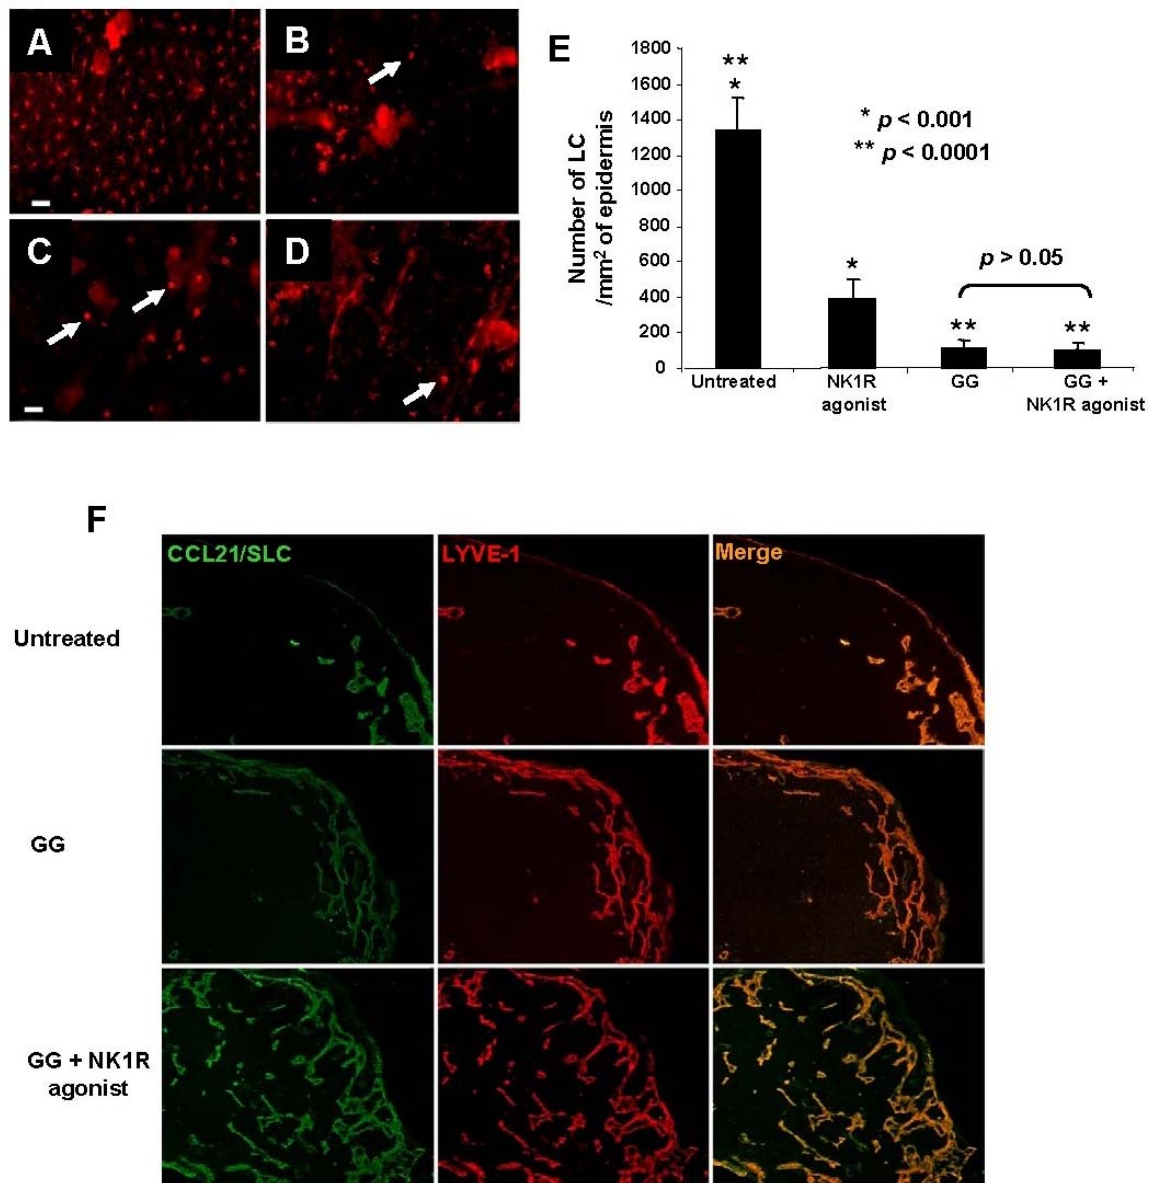 A
B
C
D
E
1800
1600
1400
1200
1000
800
600
400
200
0
Number of LC
/mm² of epidermis
**
*
* p < 0.001
** p < 0.0001
*
p > 0.05
**
**
Untreated
NK1R
agonist
GG
GG +
NK1R agonist
F
CCL21/SLC
LYVE-1
Merge
Untreated
GG
GG + NK1R
agonist